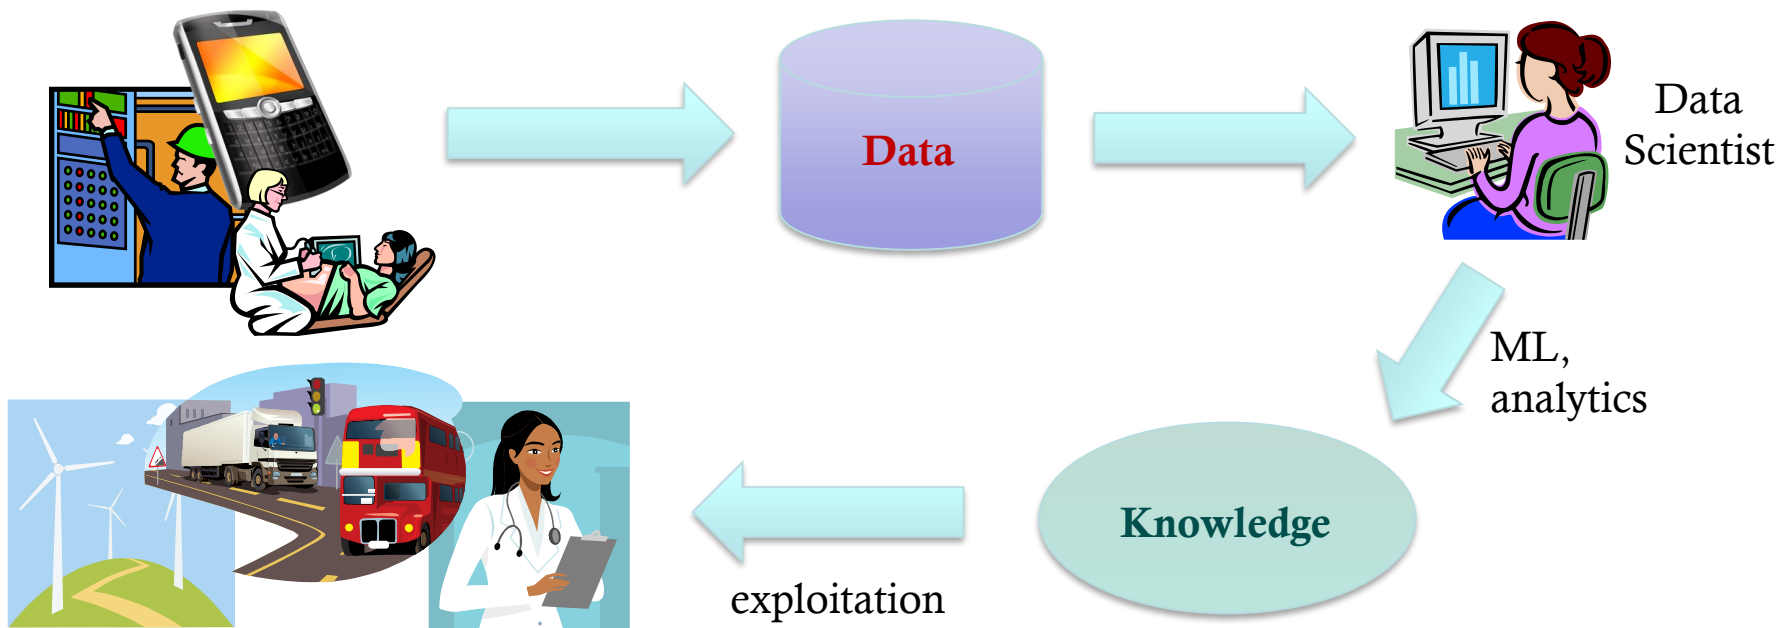 Data
Data
Scientist
ML,
analytics
Knowledge
exploitation